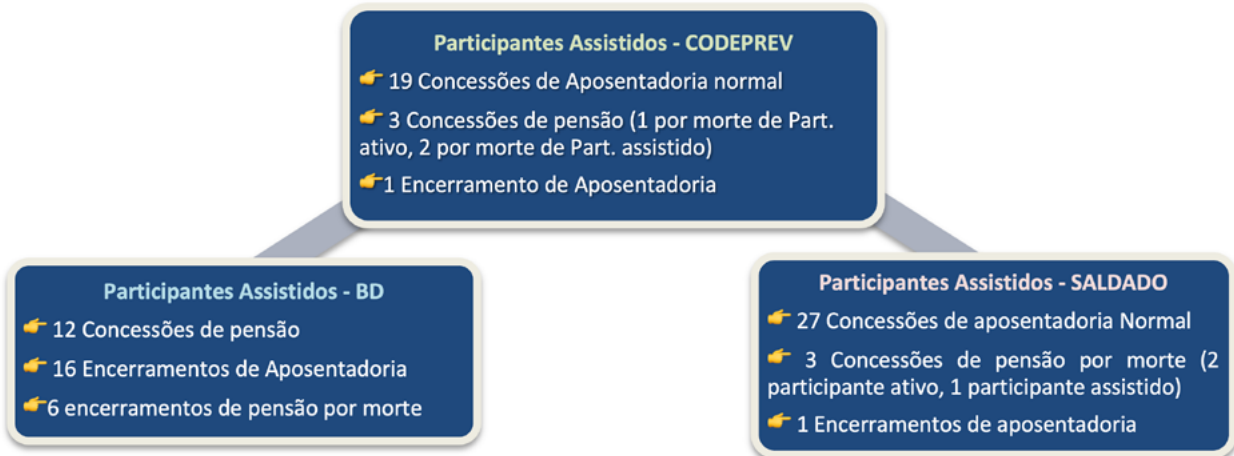 Participantes Assistidos - CODEPREV
19 Concessões de Aposentadoria normal
3 Concessões de pensão (1 por morte de Part.
ativo, 2 por morte de Part. assistido)
1 Encerramento de Aposentadoria
Participantes Assistidos - BD
12 Concessões de pensão
16 Encerramentos de Aposentadoria
6 encerramentos de pensão por morte
Participantes Assistidos - SALDADO
27 Concessões de aposentadoria Normal
3 Concessões de pensão por morte (2
participante ativo, 1 participante assistido)
1 Encerramentos de aposentadoria